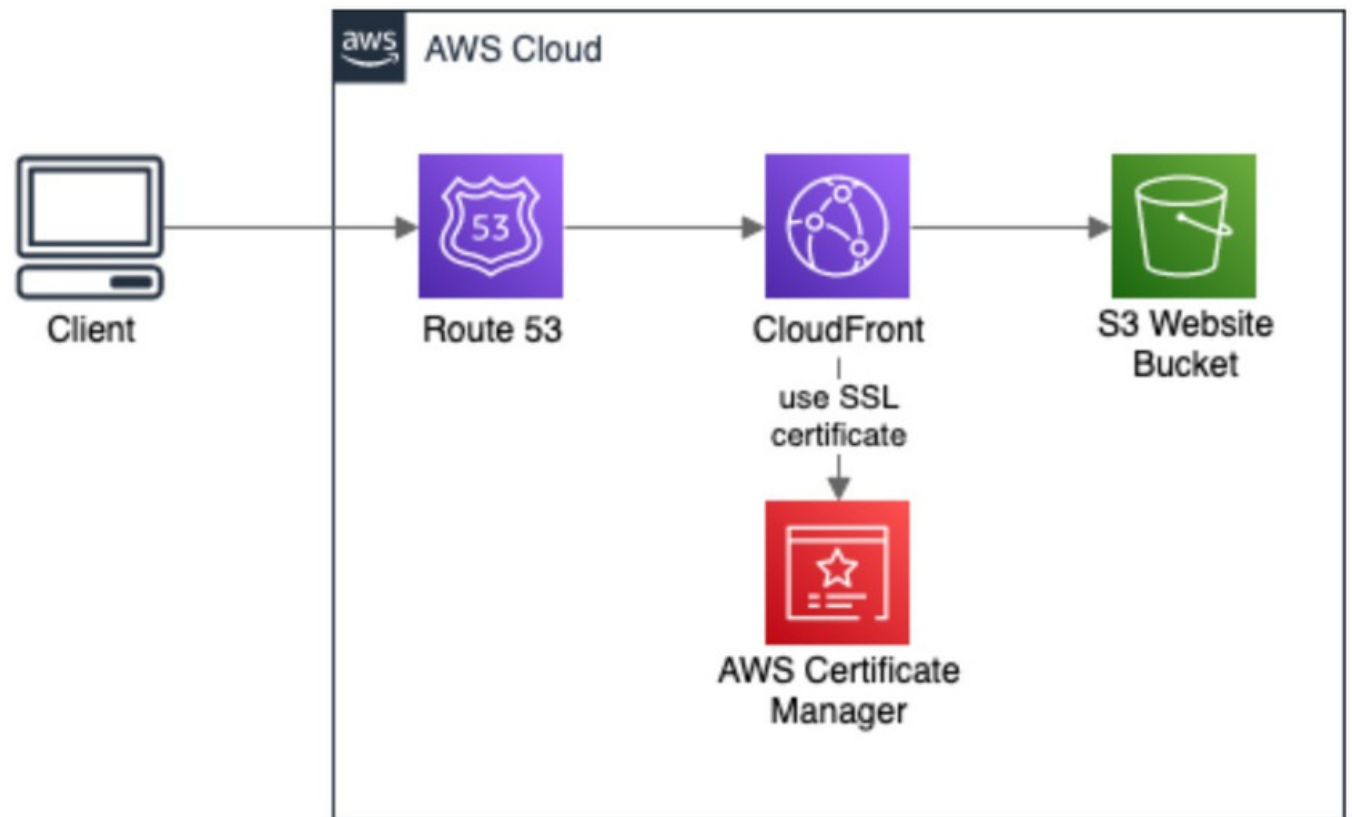 aws
AWS Cloud
53
Client
Route 53
CloudFront
S3 Website
Bucket
use SSL
certificate
AWS Certificate
Manager